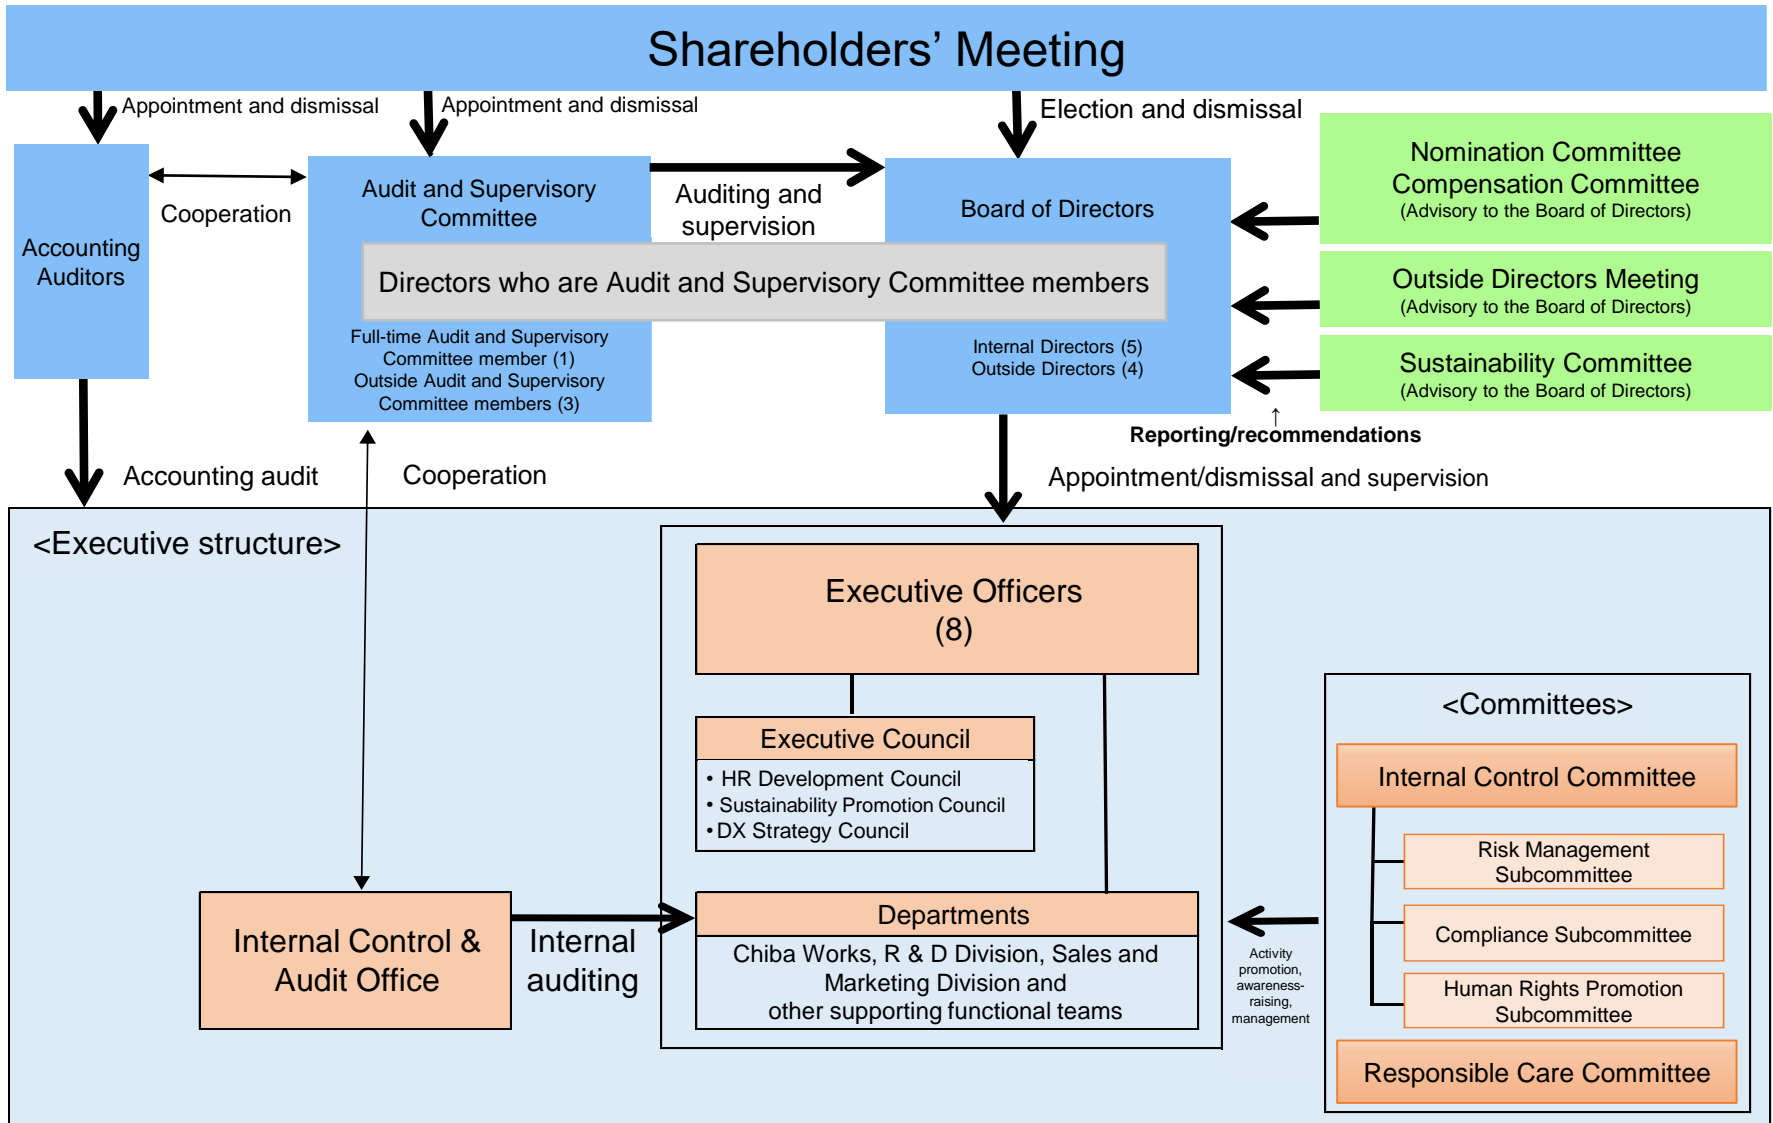 Shareholders’ Meeting
Appointment and dismissal
Appointment and dismissal
Election and dismissal
Accounting
Auditors
Cooperation
Audit and Supervisory
Committee
Auditing and
supervision
Board of Directors
Directors who are Audit and Supervisory Committee members
Full-time Audit and Supervisory
Committee member (1)
Outside Audit and Supervisory
Committee members (3)
Internal Directors (5)
Outside Directors (4)
Nomination Committee
Compensation Committee
(Advisory to the Board of Directors)
Outside Directors Meeting
(Advisory to the Board of Directors)
Sustainability Committee
(Advisory to the Board of Directors)
↑
Reporting/recommendations
Accounting audit
Cooperation
Appointment/dismissal and supervision
<Executive structure>
Executive Officers
(8)
Executive Council
• HR Development Council
• Sustainability Promotion Council
• DX Strategy Council
Internal Control &
Audit Office
Internal
auditing
Departments
Chiba Works, R & D Division, Sales and
Marketing Division and
other supporting functional teams
Activity
promotion,
awareness-
raising,
management
<Committees>
Internal Control Committee
Risk Management
Subcommittee
Compliance Subcommittee
Human Rights Promotion
Subcommittee
Responsible Care Committee